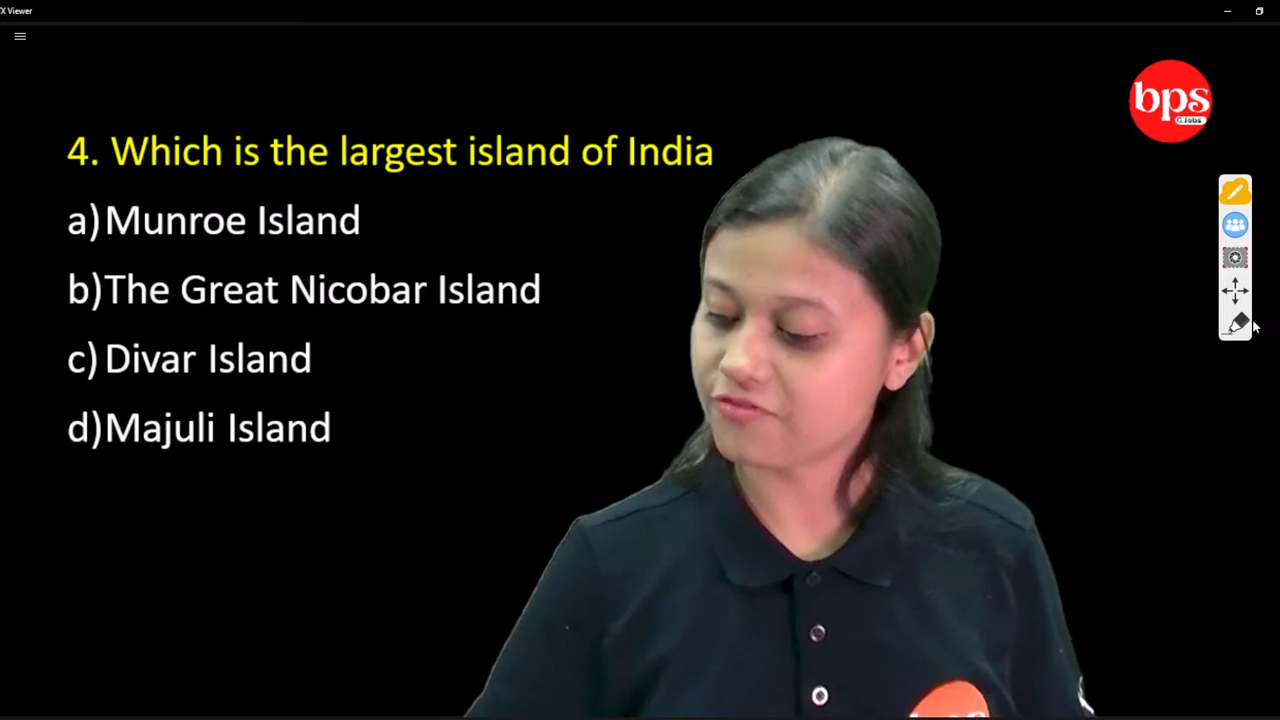 X Viewer
bps
G Jobs
4. Which is the largest island of India
a) Munroe Island
b) The Great Nicobar Island
c) Divar Island
d) Majuli Island